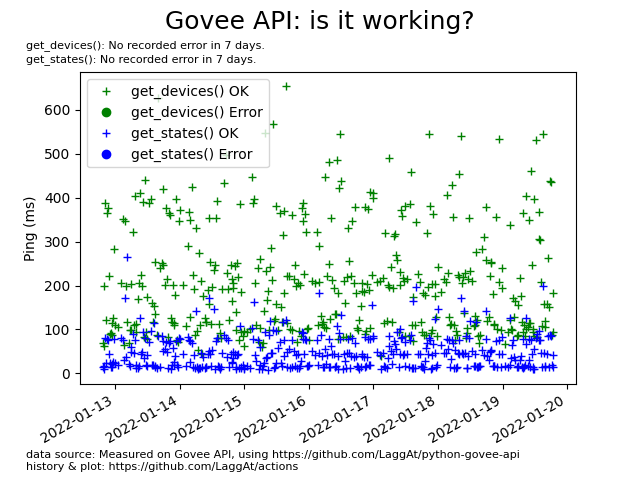 Govee API: is it working?
get_devices(): No recorded error in 7 days.
get_states(): No recorded error in 7 days.
get_devices() OK
get_devices() Error
get_states() OK
get_states() Error
Ping (ms)
600
500
400
300
200
100
0
2022-01-13
2022-01-14
2022-01-15
2022-01-16
2022-01-17
2022-01-18
2022-01-19
2022-01-20
data source: Measured on Govee API, using https://github.com/LaggAt/python-govee-api
history & plot: https://github.com/LaggAt/actions